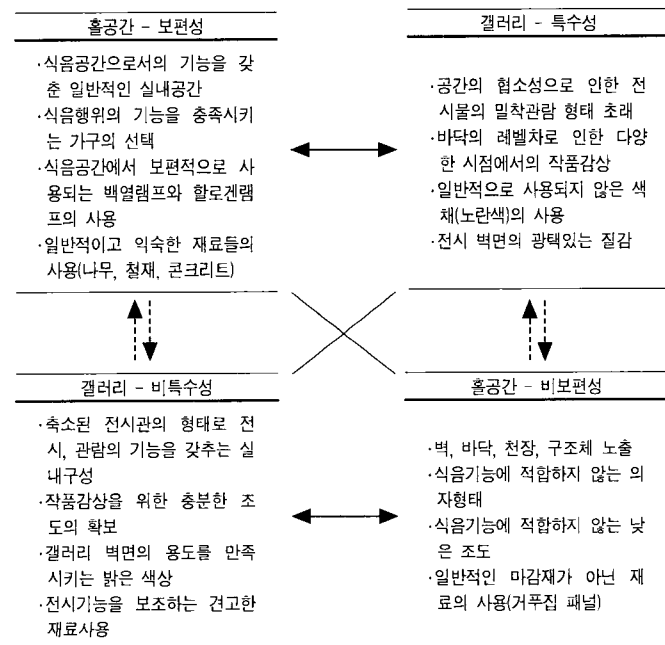 홀공간 - 보편성
·식음공간으로서의 기능을 갖
춘 일반적인 실내공간
·식음행위의 기능을 충족시키
는 가구의 선택
·식음공간에서 보편적으로 사
용되는 백열램프와 할로겐램
프의 사용
·일반적이고 익숙한 재료들의
사용(나무, 철재, 콘크리트)
갤러리 - 특수성
·공간의 협소성으로 인한 전
시물의 밀착관람 형태 초래
·바닥의 레벨차로 인한 다양
한 시점에서의 작품감상
·일반적으로 사용되지 않은 색
채(노란색)의 사용
·전시 벽면의 광택있는 질감
갤러리 - 비특수성
·축소된 전시관의 형태로 전
시, 관람의 기능을 갖추는 실
내구성
·작품감상을 위한 충분한 조
도의 확보
·갤러리 벽면의 용도를 만족
시키는 밝은 색상
·전시기능을 보조하는 견고한
재료사용
홀공간 - 비보편성
·벽, 바닥, 천장, 구조체 노출
·식음기능에 적합하지 않는 의
자형태
·식음기능에 적합하지 않는 낮
은 조도
·일반적인 마감재가 아닌 재
료의 사용(거푸집 패널)